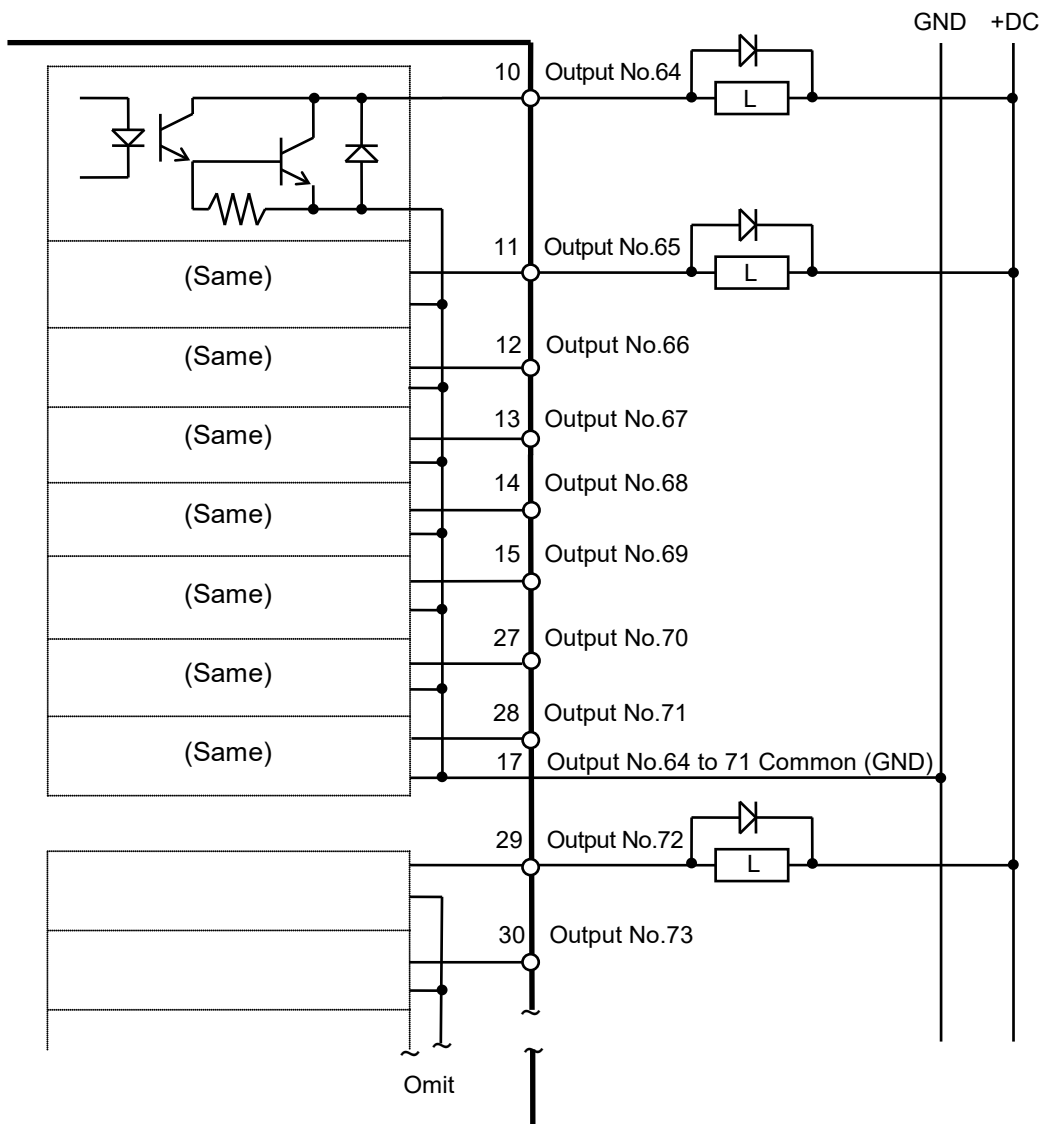 GND +DC
10 Output No.64
L
11 Output No.65
(Same)
L
12 Output No.66
(Same)
13 Output No.67
(Same)
14 Output No.68
(Same)
15 Output No.69
(Same)
27 Output No.70
(Same)
28 Output No.71
(Same)
17 Output No.64 to 71 Common (GND)
29 Output No.72
L
30 Output No.73
Omit